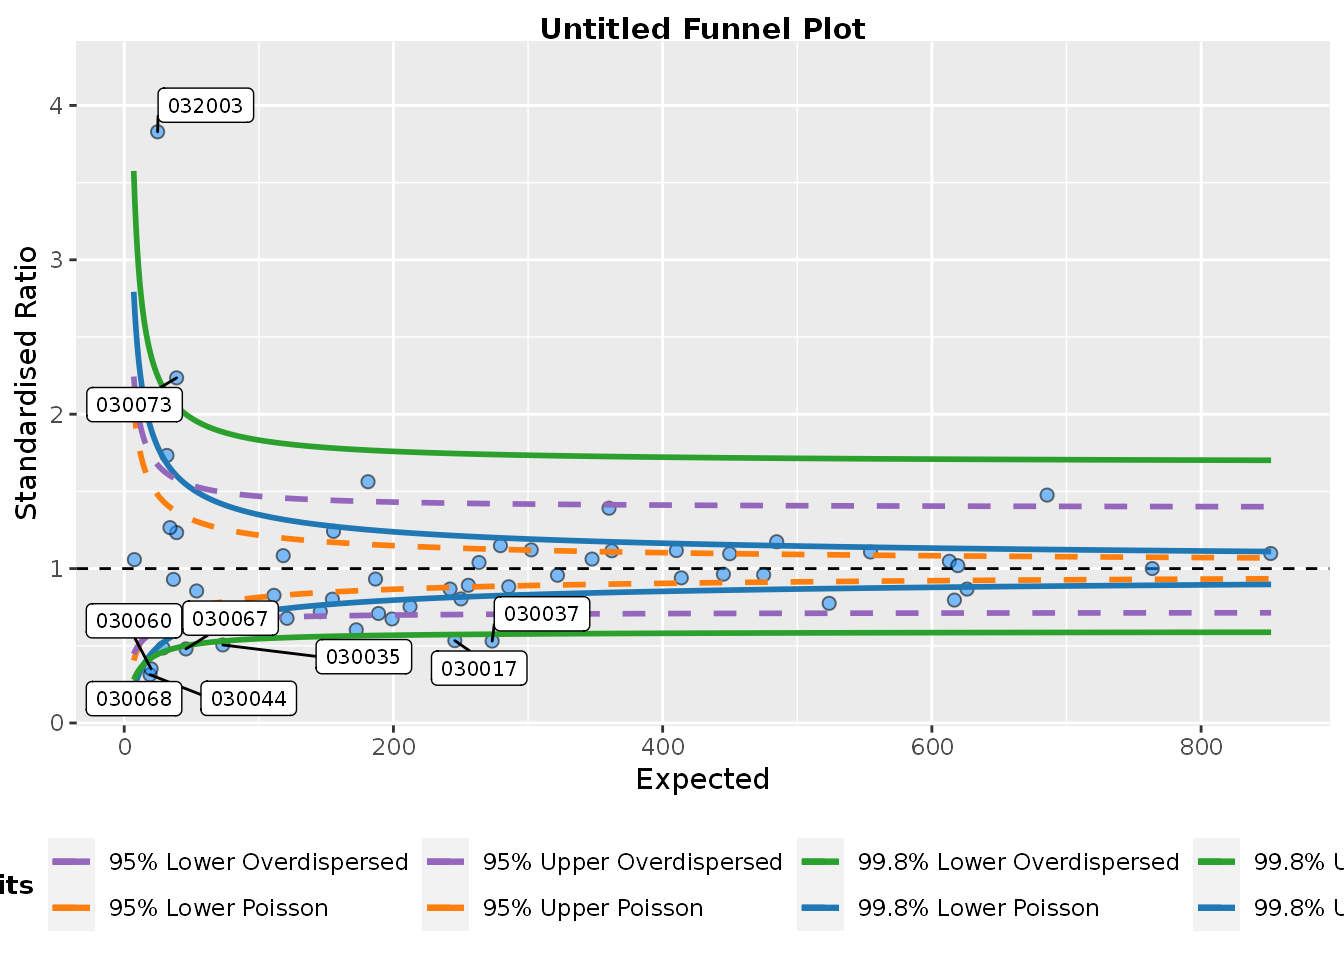 Untitled Funnel Plot
4
3
2
1
0
Standardised Ratio
032003
030073
030060
030067
030037
030035
030017
030068
030044
0 200 400 600 800
Expected
its
95% Lower Overdispersed 95% Upper Overdispersed 99.8% Lower Overdispersed 99.8% U
95% Lower Poisson 95% Upper Poisson 99.8% Lower Poisson 99.8% U